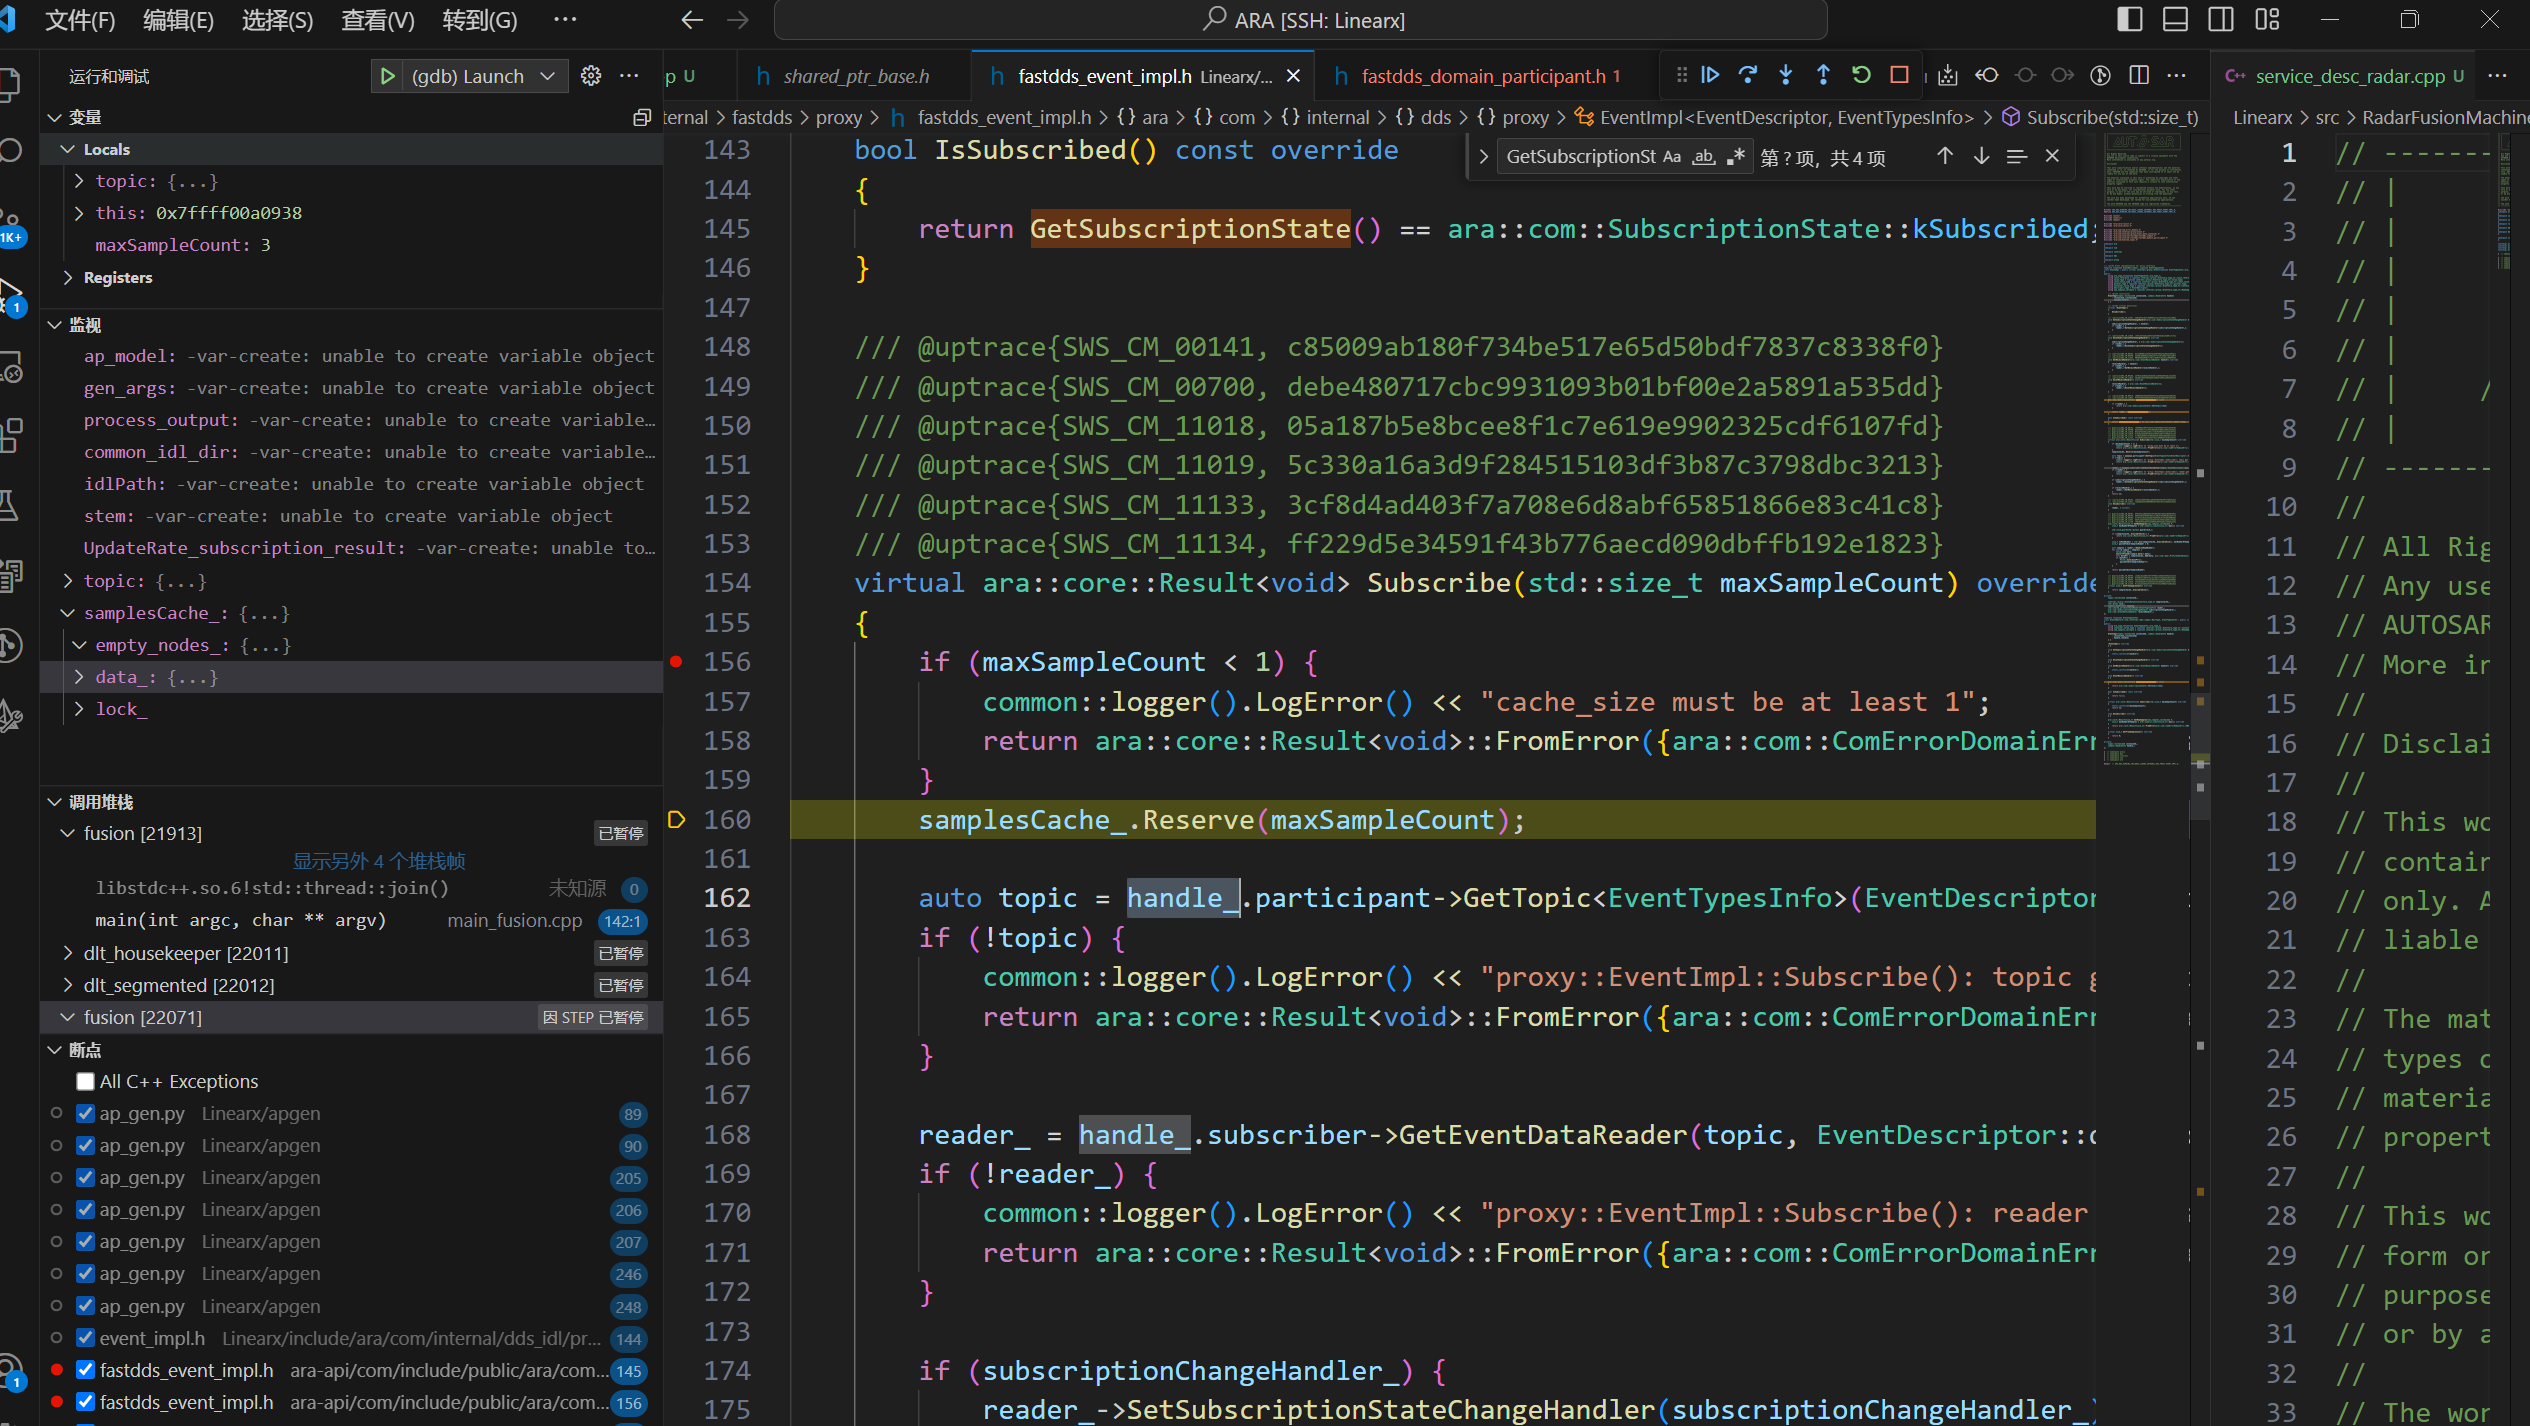 文件(F) 编辑(E) 选择(S) 查看(V) 转到(G) ··· ARA [SSH: Linearx]
运行和调试 (gdb) Launch
U shared_ptr_base.h fastdds_event_impl.h Linearx/... fastdds_domain_participant.h 1 service_desc_radar.cpp U
fastdds > proxy > fastdds_event_impl.h > {} ara > {} com > {} internal > {} dds > {} proxy > EventImpl<EventDescriptor, EventTypesInfo> > Subscribe(std::size_t)
Linearx > src > RadarFusionMachine
GetSubscriptionSt Aa ab .* 第 ? 项, 共 4 项
变量
Locals
topic: {...}
this: 0x7ffff00a0938
maxSampleCount: 3
Registers
监视
ap_model: -var-create: unable to create variable object
gen_args: -var-create: unable to create variable object
process_output: -var-create: unable to create variable…
common_idl_dir: -var-create: unable to create variable…
idlPath: -var-create: unable to create variable object
stem: -var-create: unable to create variable object
UpdateRate_subscription_result: -var-create: unable to…
topic: {...}
samplesCache_: {...}
empty_nodes_: {...}
data_: {...}
lock_
调用堆栈
fusion [21913] 已暂停
显示另外 4 个堆栈帧
libstdc++.so.6!std::thread::join() 未知源 0
main(int argc, char ** argv) main_fusion.cpp 142:1
dlt_housekeeper [22011] 已暂停
dlt_segmented [22012] 已暂停
fusion [22071] 因 STEP 已暂停
断点
All C++ Exceptions
ap_gen.py Linearx/apgen 89
ap_gen.py Linearx/apgen 90
ap_gen.py Linearx/apgen 205
ap_gen.py Linearx/apgen 206
ap_gen.py Linearx/apgen 207
ap_gen.py Linearx/apgen 246
ap_gen.py Linearx/apgen 248
event_impl.h Linearx/include/ara/com/internal/dds_idl/pr... 144
fastdds_event_impl.h ara-api/com/include/public/ara/com... 145
fastdds_event_impl.h ara-api/com/include/public/ara/com... 156
1K+
1
1
143 bool IsSubscribed() const override
144 {
145 return GetSubscriptionState() == ara::com::SubscriptionState::kSubscribed;
146 }
147
148 /// @uptrace{SWS_CM_00141, c85009ab180f734be517e65d50bdf7837c8338f0}
149 /// @uptrace{SWS_CM_00700, debe480717cbc9931093b01bf00e2a5891a535dd}
150 /// @uptrace{SWS_CM_11018, 05a187b5e8bcee8f1c7e619e9902325cdf6107fd}
151 /// @uptrace{SWS_CM_11019, 5c330a16a3d9f284515103df3b87c3798dbc3213}
152 /// @uptrace{SWS_CM_11133, 3cf8d4ad403f7a708e6d8abf65851866e83c41c8}
153 /// @uptrace{SWS_CM_11134, ff229d5e34591f43b776aecd090dbffb192e1823}
154 virtual ara::core::Result<void> Subscribe(std::size_t maxSampleCount) override
155 {
156 if (maxSampleCount < 1) {
157 common::logger().LogError() << "cache_size must be at least 1";
158 return ara::core::Result<void>::FromError({ara::com::ComErrorDomainErr
159 }
160 samplesCache_.Reserve(maxSampleCount);
161
162 auto topic = handle_.participant->GetTopic<EventTypesInfo>(EventDescriptor
163 if (!topic) {
164 common::logger().LogError() << "proxy::EventImpl::Subscribe(): topic g
165 return ara::core::Result<void>::FromError({ara::com::ComErrorDomainErr
166 }
167
168 reader_ = handle_.subscriber->GetEventDataReader(topic, EventDescriptor::
169 if (!reader_) {
170 common::logger().LogError() << "proxy::EventImpl::Subscribe(): reader
171 return ara::core::Result<void>::FromError({ara::com::ComErrorDomainErr
172 }
173
174 if (subscriptionChangeHandler_) {
175 reader_->SetSubscriptionStateChangeHandler(subscriptionChangeHandler_)
1 // -------
2 // |
3 // |
4 // |
5 // |
6 // |
7 // | /
8 // |
9 // -------
10 //
11 // All Rig
12 // Any use
13 // AUTOSAR
14 // More in
15 //
16 // Disclai
17 //
18 // This wo
19 // contain
20 // only. A
21 // liable
22 //
23 // The mat
24 // types o
25 // materia
26 // propert
27 //
28 // This wo
29 // form or
30 // purpose
31 // or by a
32 //
33 // The wor